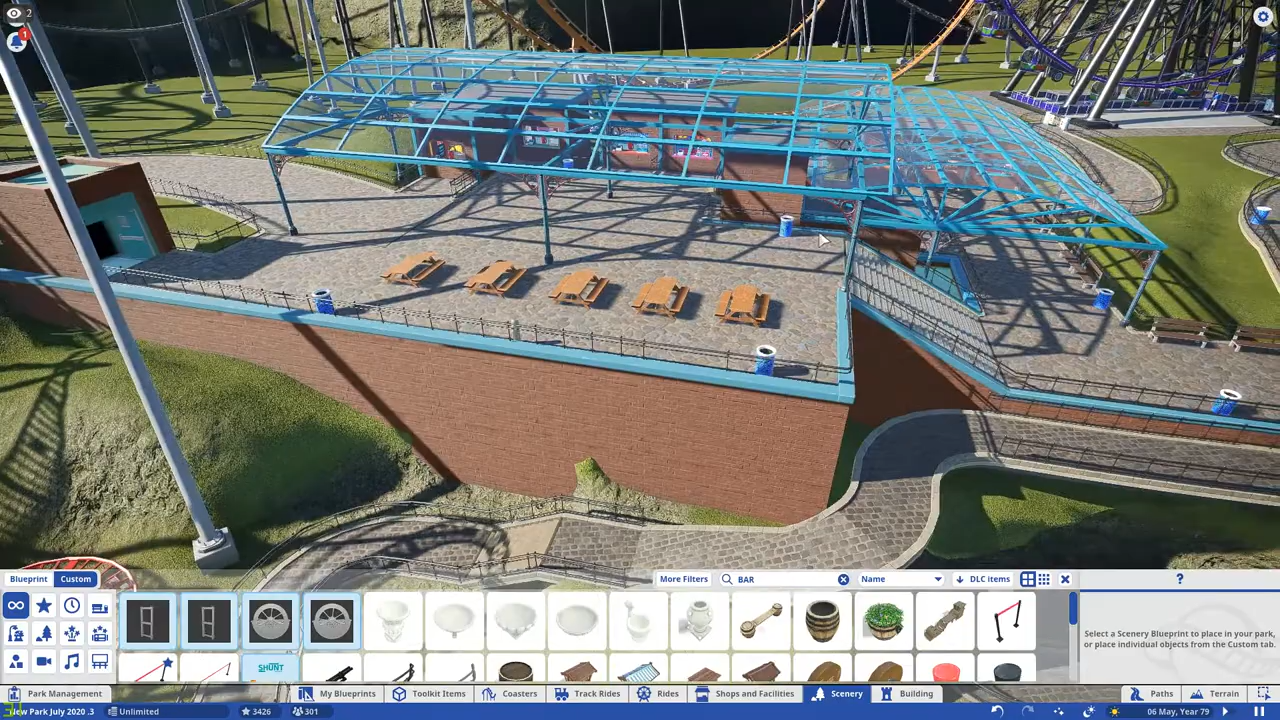 2
1
Blueprint Custom More Filters BAR Name DLC items ?
Select a Scenery Blueprint to place in your park,
or place individual objects from the Custom tab.
SHUNT
Park Management My Blueprints Toolkit Items Coasters Track Rides Rides Shops and Facilities Scenery Building Paths Terrain
New Park July 2020 .3 Unlimited 3426 301 06 May, Year 79